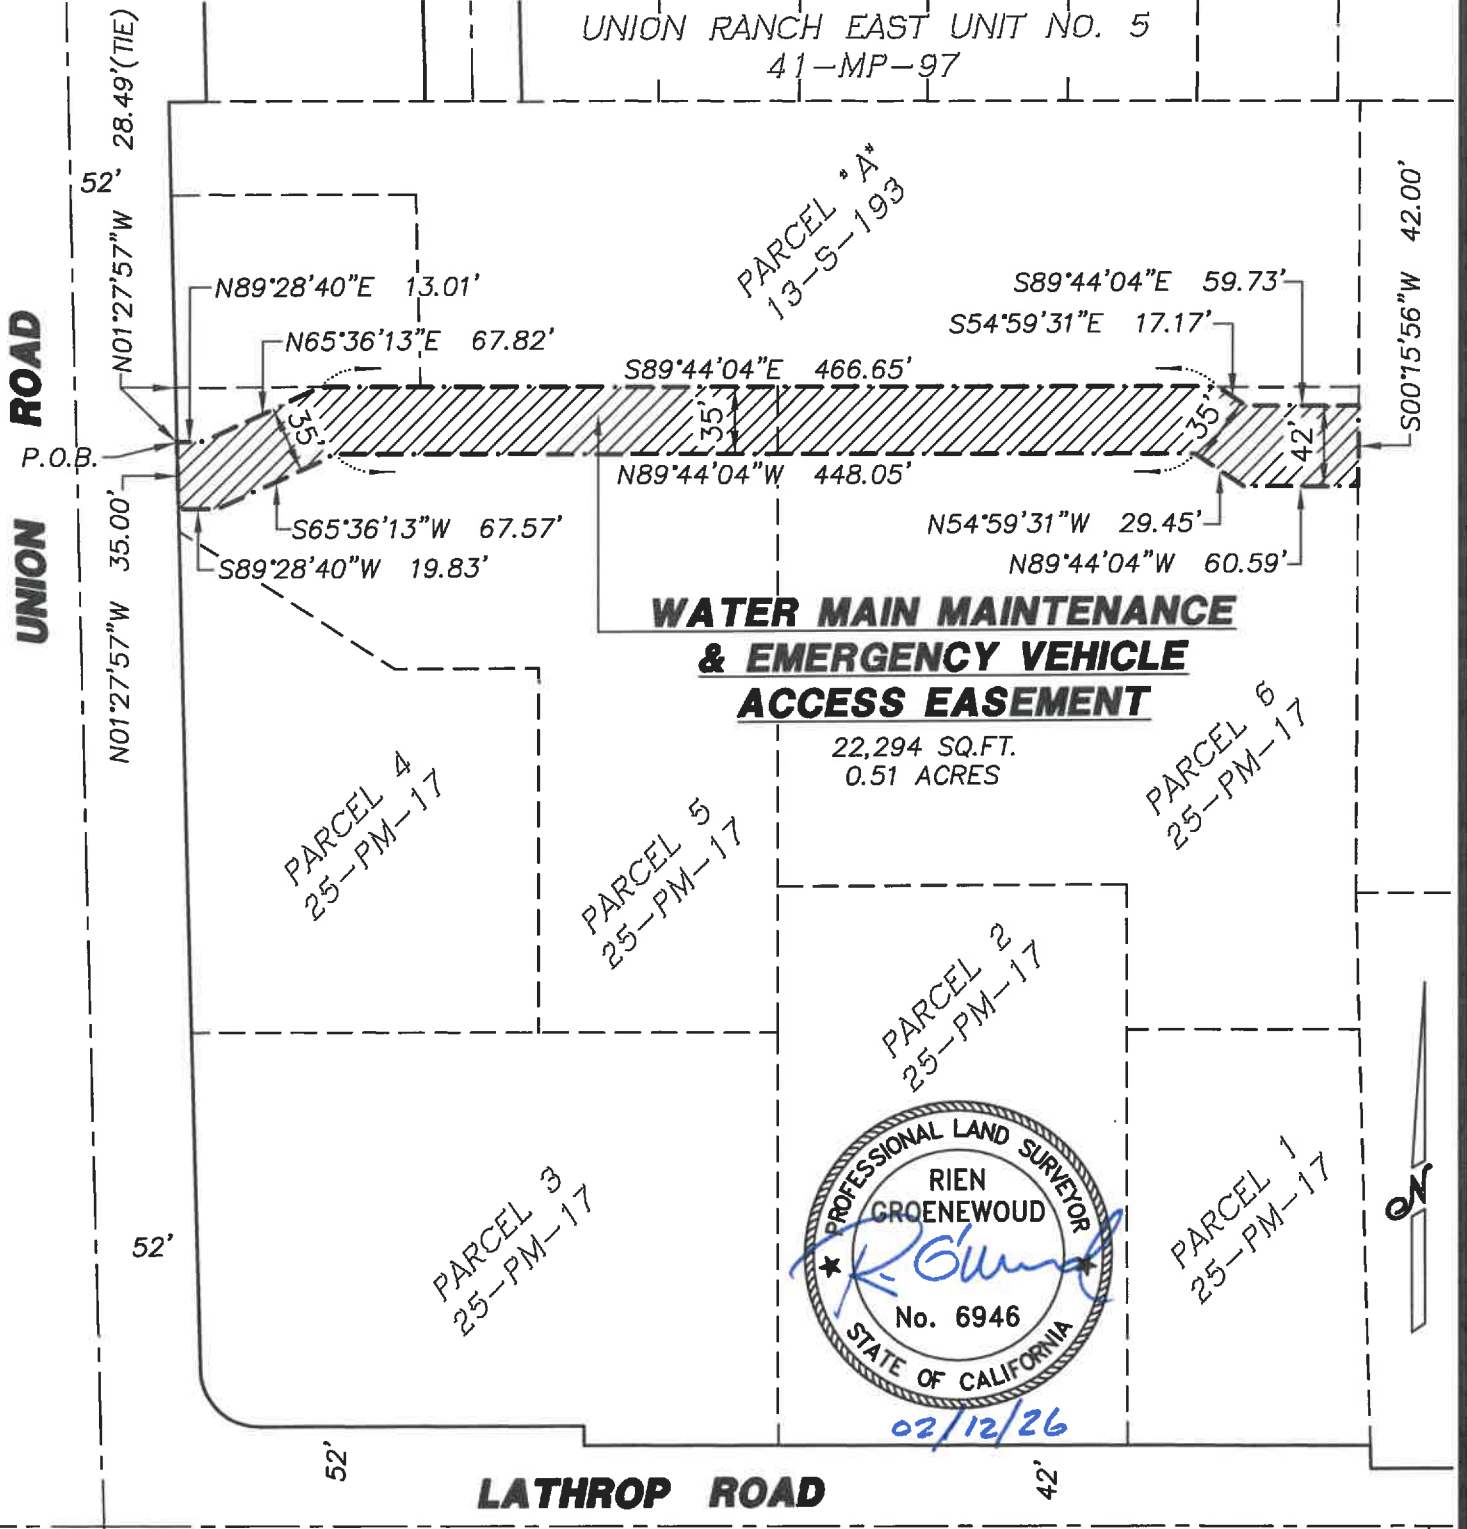 UNION RANCH EAST UNIT NO. 5
41-MP-97
28.49'(TIE)
N01°27'57"W
52'
PARCEL "A"
13-S-193
S00°15'56"W 42.00'
N89°28'40"E 13.01'
N65°36'13"E 67.82'
S89°44'04"E 59.73'
S54°59'31"E 17.17'
S89°44'04"E 466.65'
UNION ROAD
P.O.B.
35'
35'
35'
42'
N89°44'04"W 448.05'
S65°36'13"W 67.57'
S89°28'40"W 19.83'
N54°59'31"W 29.45'
N89°44'04"W 60.59'
N01°27'57"W 35.00'
WATER MAIN MAINTENANCE
& EMERGENCY VEHICLE
ACCESS EASEMENT
22,294 SQ.FT.
0.51 ACRES
PARCEL 4
25-PM-17
PARCEL 5
25-PM-17
PARCEL 6
25-PM-17
PARCEL 2
25-PM-17
PARCEL 3
25-PM-17
PARCEL 1
25-PM-17
PROFESSIONAL LAND SURVEYOR
RIEN
GROENEWOUD
No. 6946
STATE OF CALIFORNIA
02/12/26
N
52'
52'
42'
LATHROP ROAD